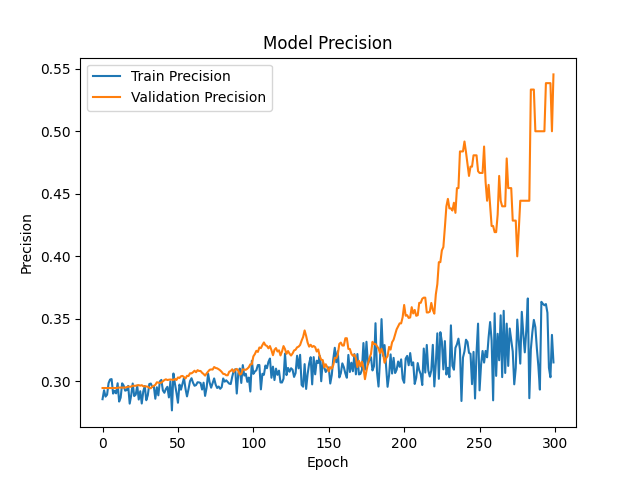 Model Precision
Train Precision
Validation Precision
Precision
0.55
0.50
0.45
0.40
0.35
0.30
0
50
100
150
200
250
300
Epoch